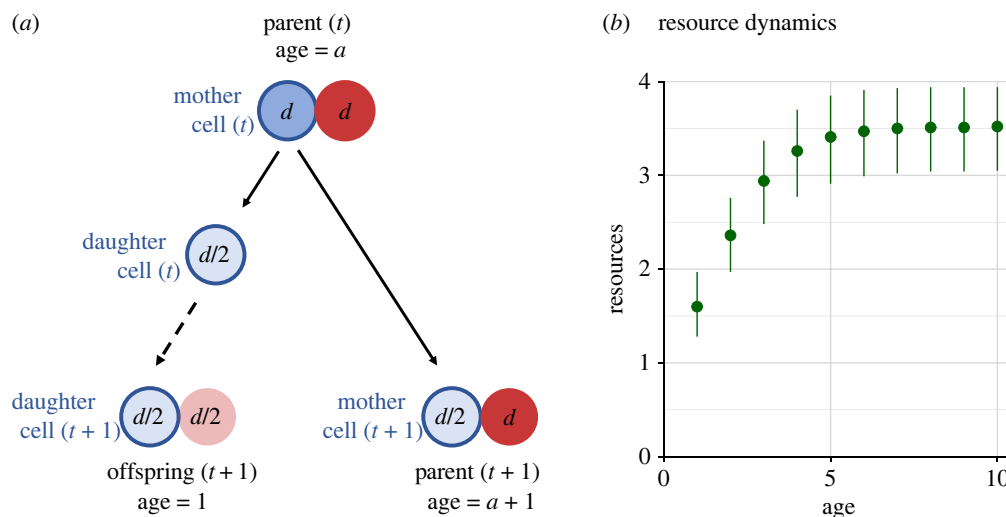 (a)
parent (t)
age = a
mother
cell (t)
d
d
daughter
cell (t)
d/2
daughter
cell (t + 1)
d/2
d/2
mother
cell (t + 1)
d/2
d
offspring (t + 1)
age = 1
parent (t + 1)
age = a + 1
(b) resource dynamics
4
3
2
1
0
resources
0
5
10
age